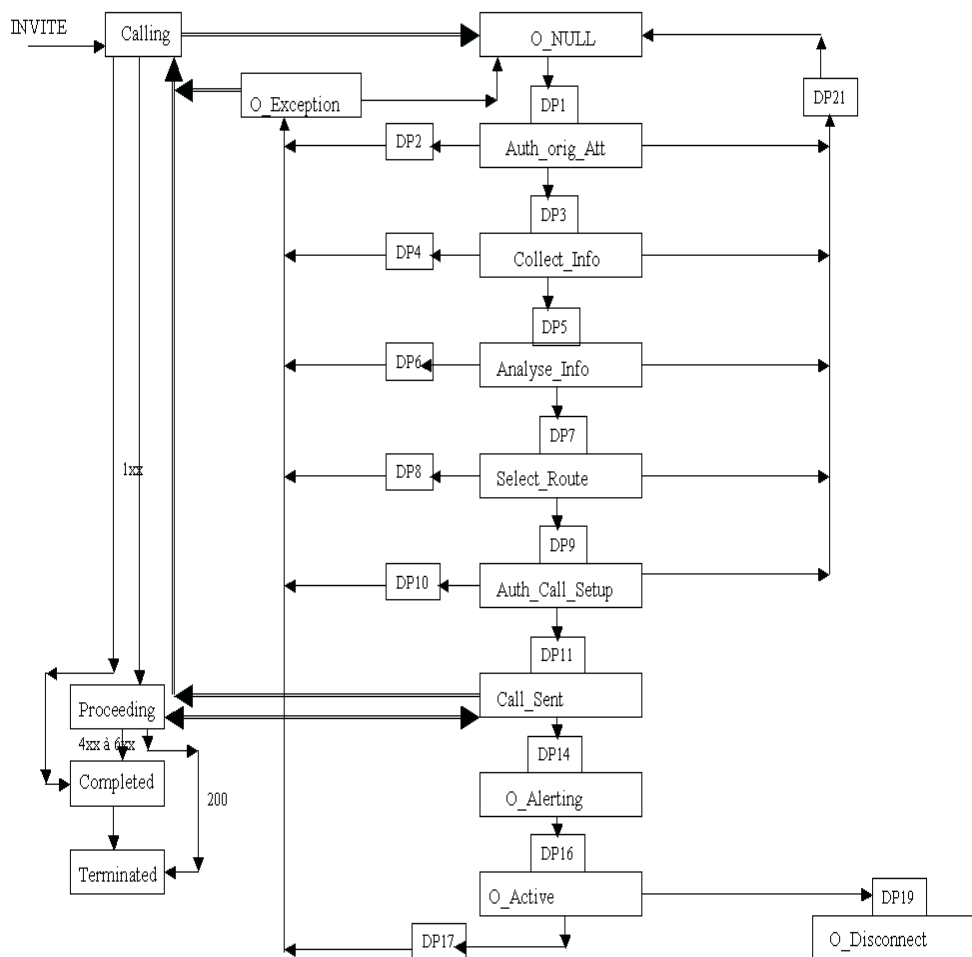 INVITE
Calling
O_NULL
O_Exception
DP1
DP21
DP2
Auth_orig_Att
DP3
DP4
Collect_Info
DP5
DP6
Analyse_Info
DP7
1xx
DP8
Select_Route
DP9
DP10
Auth_Call_Setup
DP11
Proceeding
Call_Sent
4xx à 6xx
DP14
Completed
200
O_Alerting
DP16
Terminated
O_Active
DP19
DP17
O_Disconnect